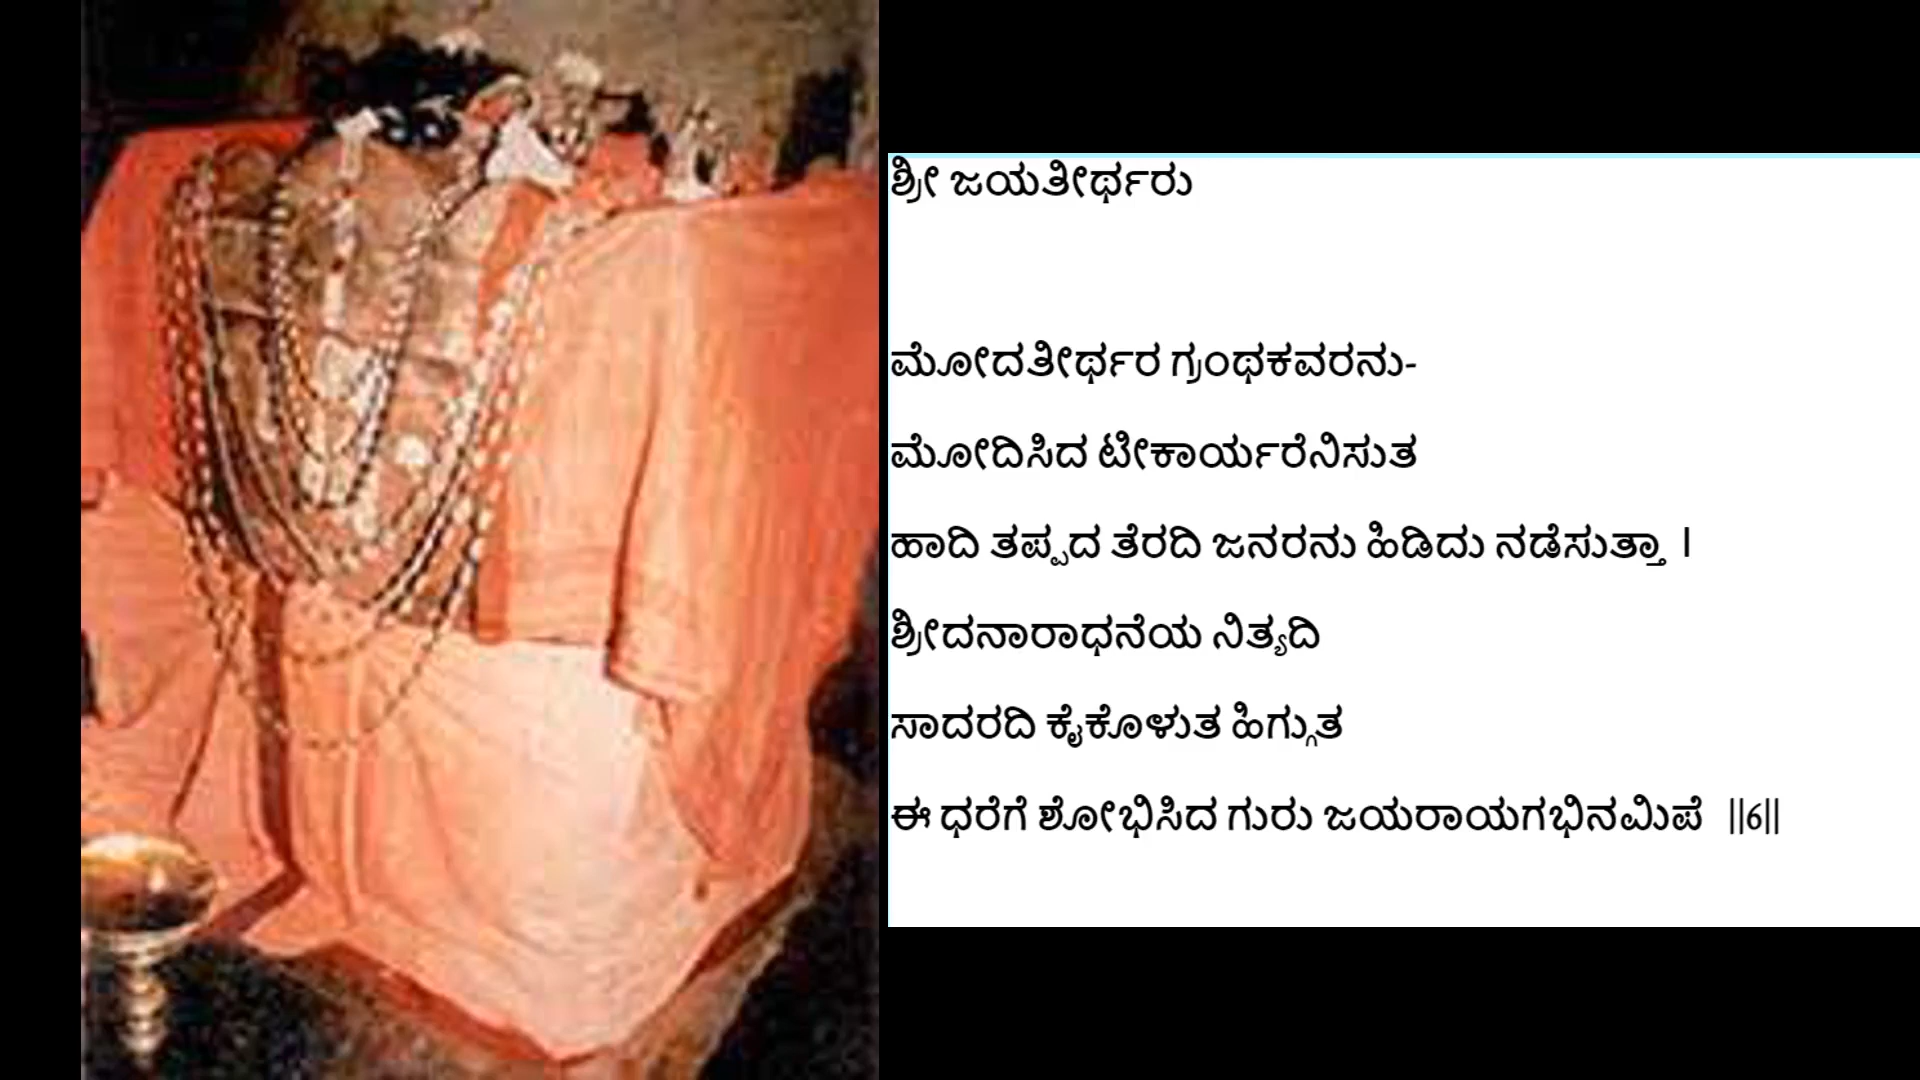 ಶ್ರೀ ಜಯತೀರ್ಥರು
ಮೋದತೀರ್ಥರ ಗ್ರಂಥಕವರನು-
ಮೋದಿಸಿದ ಟೀಕಾರ್ಯರೆನಿಸುತ
ಹಾದಿ ತಪ್ಪದ ತೆರದಿ ಜನರನು ಹಿಡಿದು ನಡೆಸುತ್ತಾ ।
ಶ್ರೀದನಾರಾಧನೆಯ ನಿತ್ಯದಿ
ಸಾದರದಿ ಕೈಕೊಳುತ ಹಿಗ್ಗುತ
ಈ ಧರೆಗೆ ಶೋಭಿಸಿದ ಗುರು ಜಯರಾಯಗಭಿನಮಿಪೆ ||6||